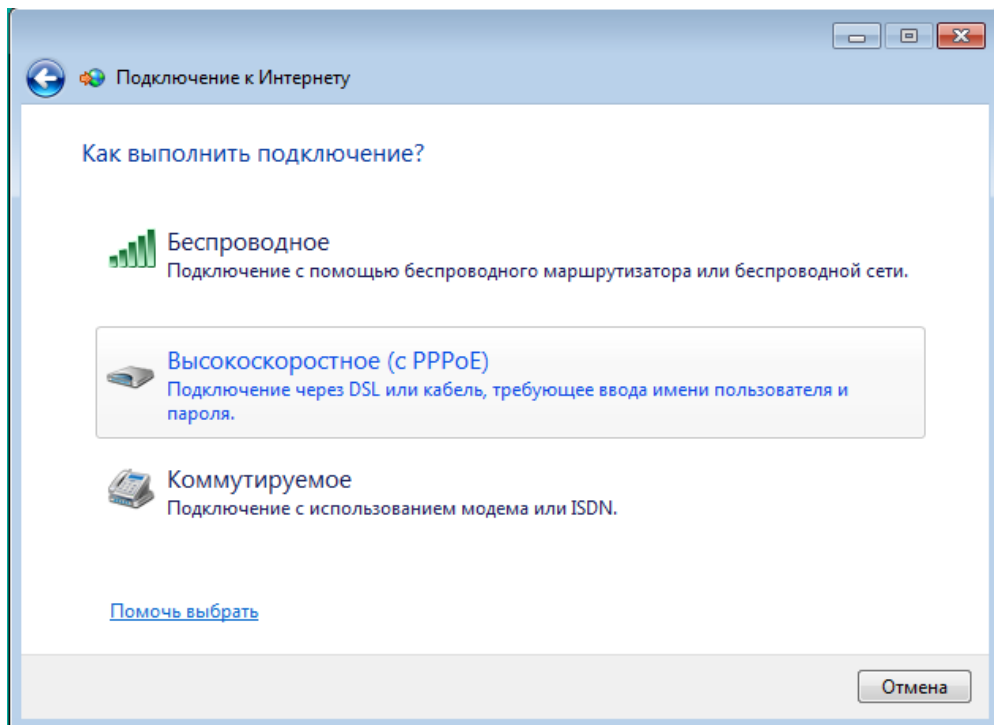 Подключение к Интернету
Как выполнить подключение?
Беспроводное
Подключение с помощью беспроводного маршрутизатора или беспроводной сети.
Высокоскоростное (с PPPoE)
Подключение через DSL или кабель, требующее ввода имени пользователя и
пароля.
Коммутируемое
Подключение с использованием модема или ISDN.
Помочь выбрать
Отмена